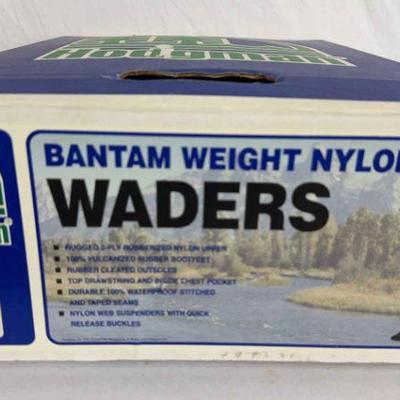 Hodgman
BANTAM WEIGHT NYLO
WADERS
■ RUGGED 2-PLY RUBBERIZED NYLON UPPER
■ 100% VULCANIZED RUBBER BOOTFEET
■ RUBBER CLEATED OUTSOLES
■ TOP DRAWSTRING AND INSIDE CHEST POCKET
■ DURABLE 100% WATERPROOF STITCHED
AND TAPED SEAMS
■ NYLON WEB SUSPENDERS WITH QUICK
RELEASE BUCKLES